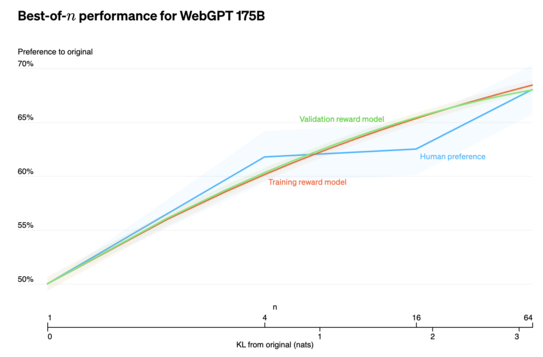 Best-of-n performance for WebGPT 175B
Preference to original
70%
Validation reward model
65%
Human preference
60%
Training reward model
55%
50%
n
1 4 16 64
0 1 2 3
KL from original (nats)